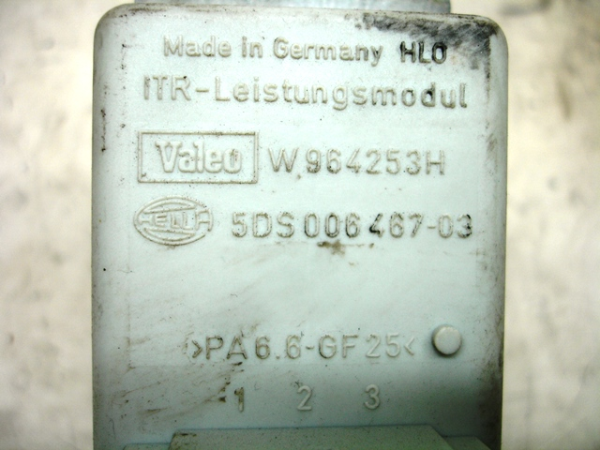 Made in Germany HLO
ITR-Leistungsmodul
Valeo W 964253H
HELLA 5DS 006 467-03
>PA 6.6-GF 25<
1 2 3